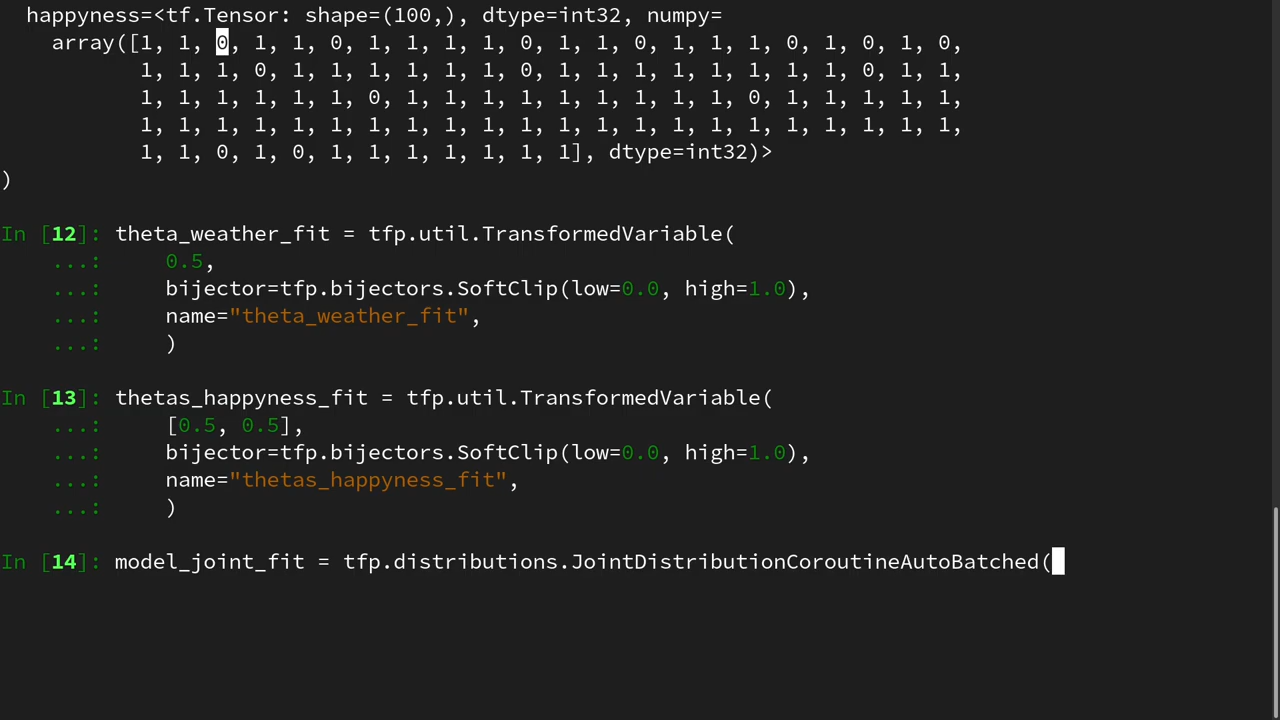 happyness=<tf.Tensor: shape=(100,), dtype=int32, numpy=
array([1, 1, 0, 1, 1, 0, 1, 1, 1, 1, 0, 1, 1, 0, 1, 1, 1, 0, 1, 0, 1, 0,
1, 1, 1, 0, 1, 1, 1, 1, 1, 1, 0, 1, 1, 1, 1, 1, 1, 1, 1, 0, 1, 1,
1, 1, 1, 1, 1, 1, 0, 1, 1, 1, 1, 1, 1, 1, 1, 1, 0, 1, 1, 1, 1, 1,
1, 1, 1, 1, 1, 1, 1, 1, 1, 1, 1, 1, 1, 1, 1, 1, 1, 1, 1, 1, 1, 1,
1, 1, 0, 1, 0, 1, 1, 1, 1, 1, 1, 1], dtype=int32)>
)
In [12]: theta_weather_fit = tfp.util.TransformedVariable(
...: 0.5,
...: bijector=tfp.bijectors.SoftClip(low=0.0, high=1.0),
...: name="theta_weather_fit",
...: )
In [13]: thetas_happyness_fit = tfp.util.TransformedVariable(
...: [0.5, 0.5],
...: bijector=tfp.bijectors.SoftClip(low=0.0, high=1.0),
...: name="thetas_happyness_fit",
...: )
In [14]: model_joint_fit = tfp.distributions.JointDistributionCoroutineAutoBatched(